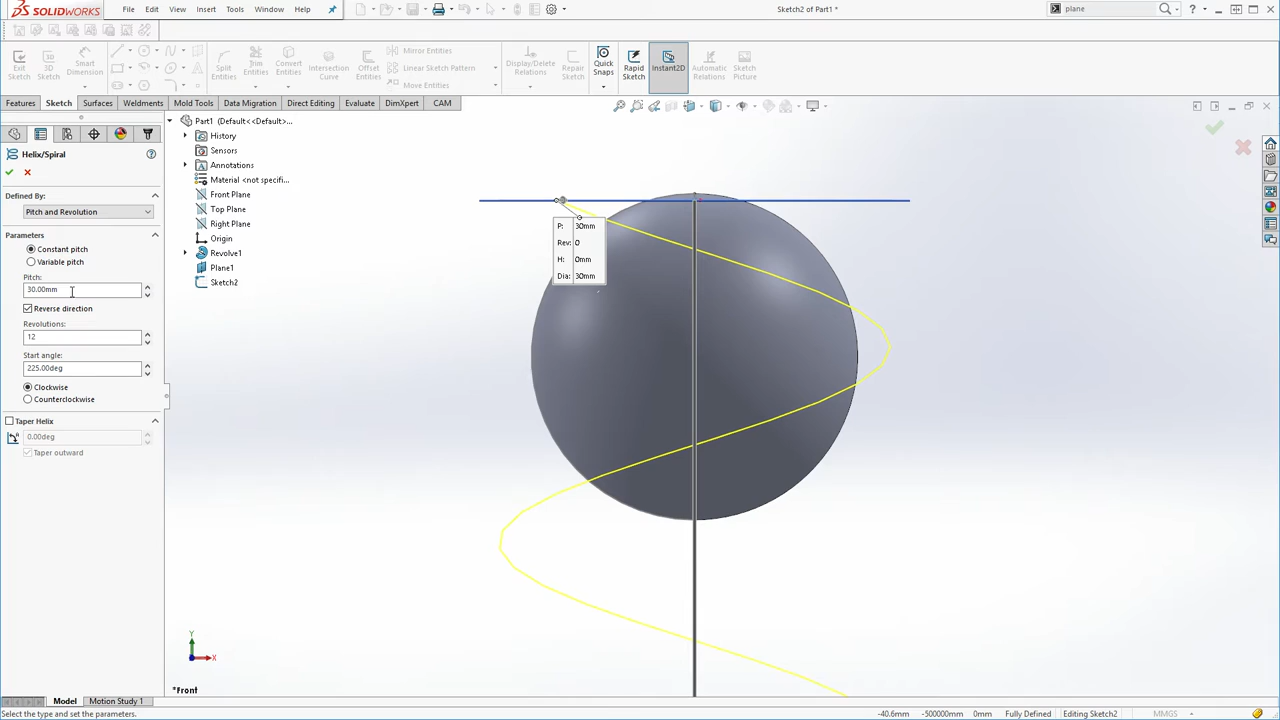 SOLIDWORKS
File Edit View Insert Tools Window Help
Sketch2 of Part1 *
plane
Exit Sketch
3D Sketch
Smart Dimension
Split Entities
Trim Entities
Convert Entities
Intersection Curve
Offset Entities
Mirror Entities
Linear Sketch Pattern
Move Entities
Display/Delete Relations
Repair Sketch
Quick Snaps
Rapid Sketch
Instant2D
Automatic Relations
Sketch Picture
Features Sketch Surfaces Weldments Mold Tools Data Migration Direct Editing Evaluate DimXpert CAM
Helix/Spiral
Defined By:
Pitch and Revolution
Parameters
Constant pitch
Variable pitch
Pitch:
30.00mm
Reverse direction
Revolutions:
12
Start angle:
225.00deg
Clockwise
Counterclockwise
Taper Helix
0.00deg
Taper outward
Part1 (Default<<Default>...
History
Sensors
Annotations
Material <not specifi...
Front Plane
Top Plane
Right Plane
Origin
Revolve1
Plane1
Sketch2
P: 30mm
Rev: 0
H: 0mm
Dia: 30mm
Y
X
*Front
Model Motion Study 1
Select the type and set the parameters.
-40.6mm -500000mm 0mm Fully Defined Editing Sketch2 MMGS